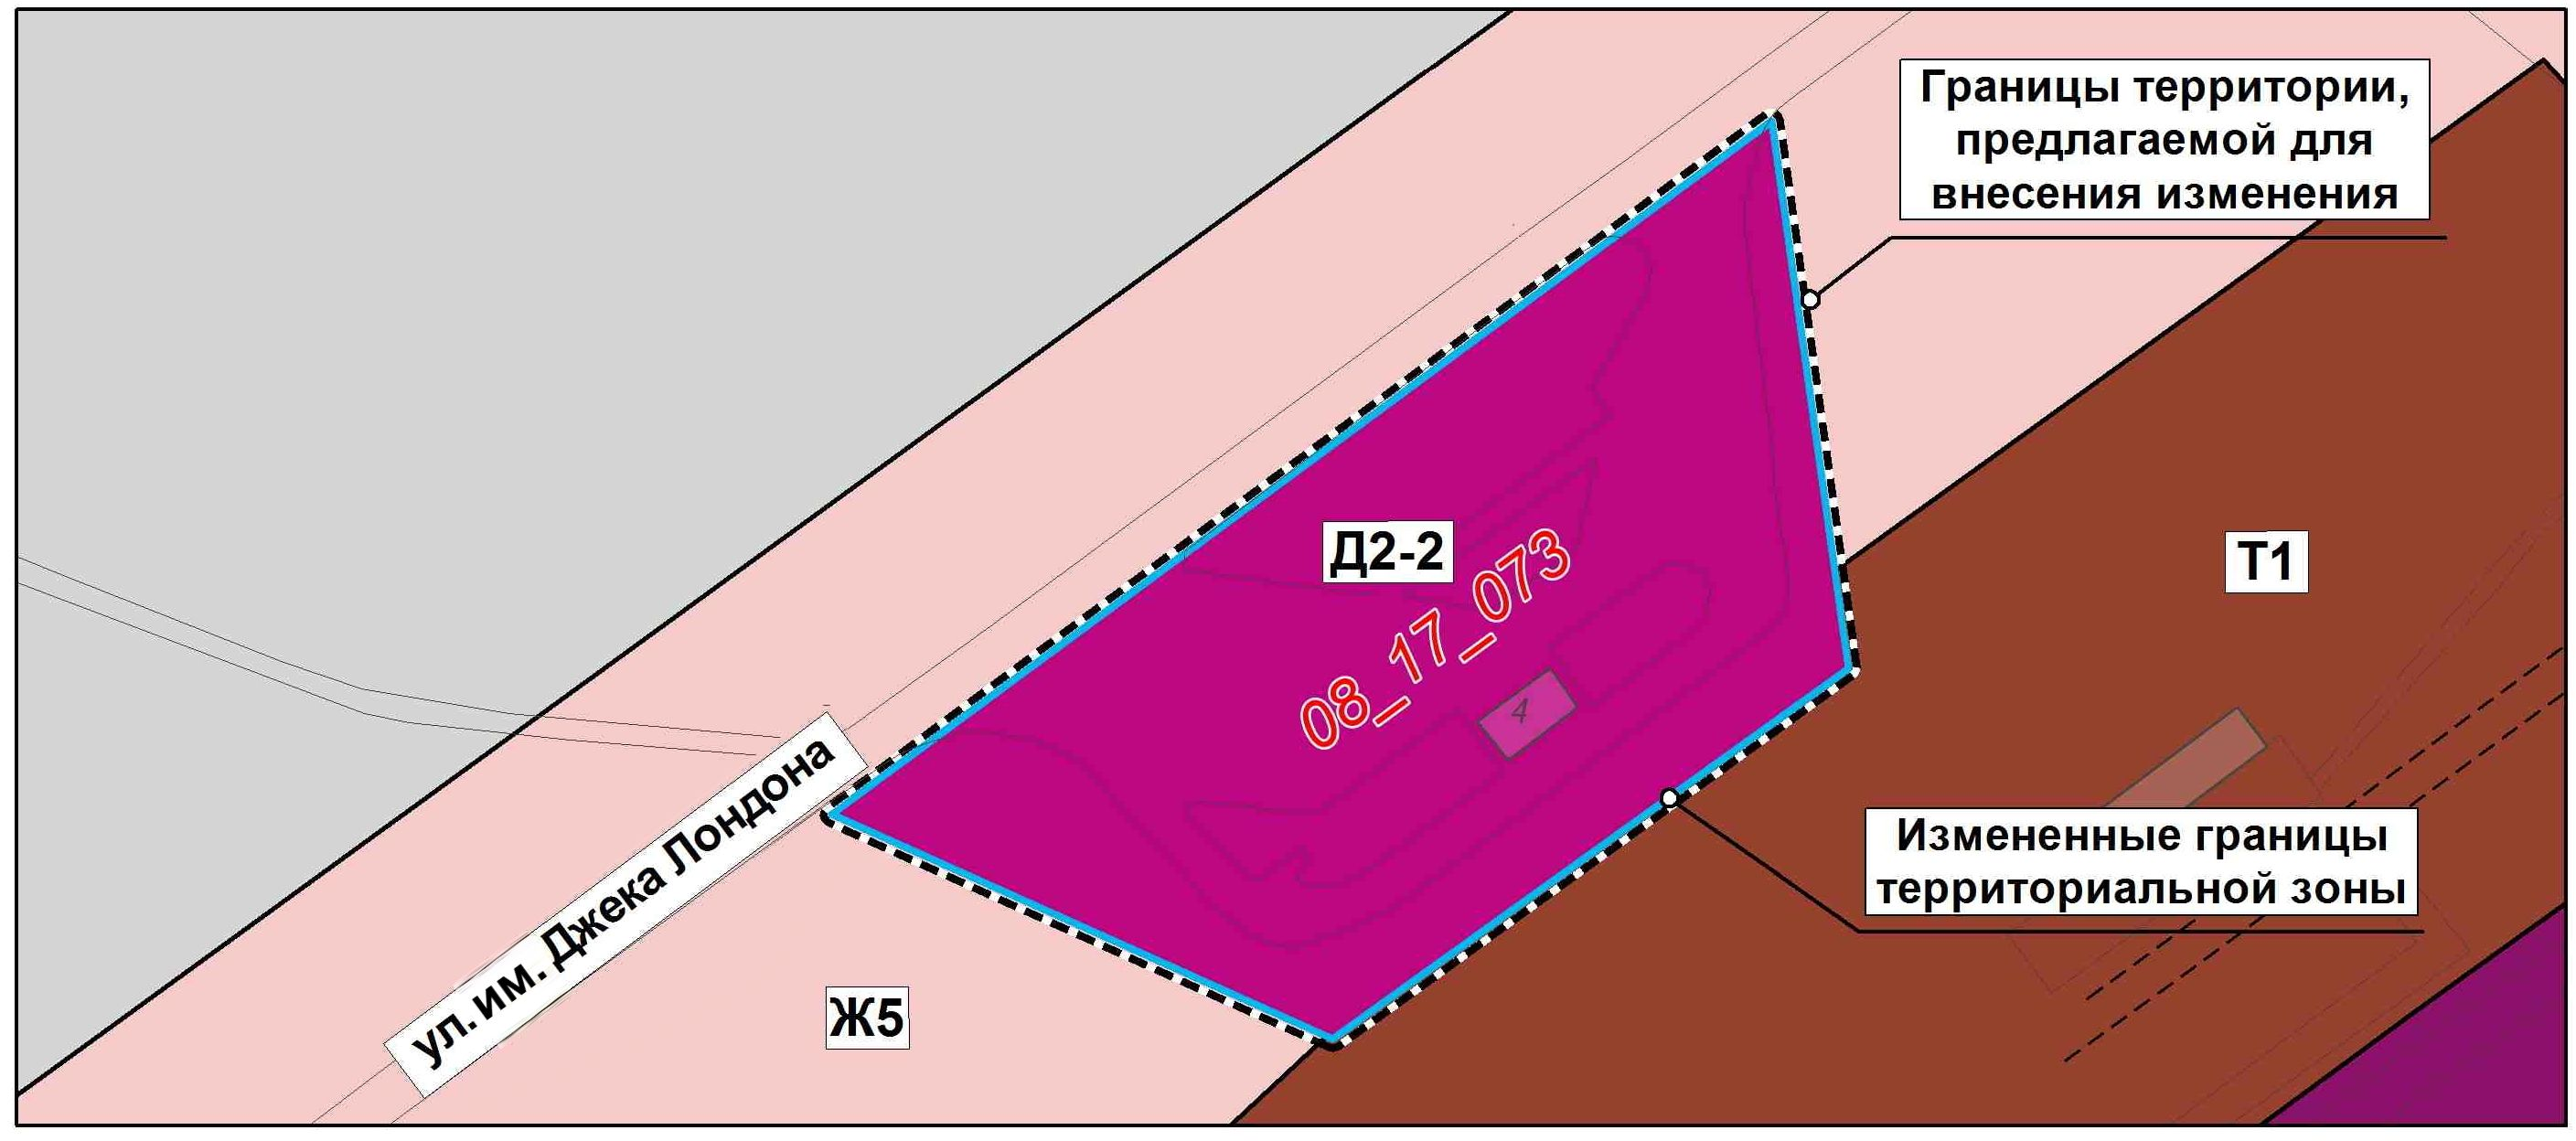 Границы территории,
предлагаемой для
внесения изменения
Д2-2
Т1
08_17_073
4
ул. им. Джека Лондона
Измененные границы
территориальной зоны
Ж5